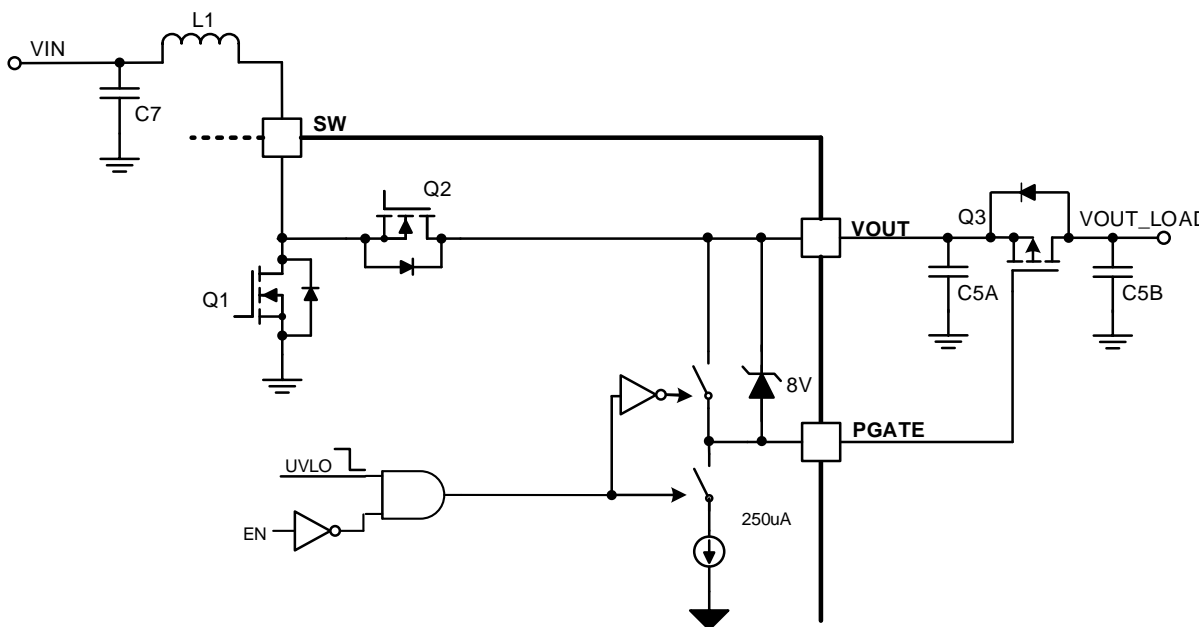 L1
VIN
C7
SW
Q2
Q1
VOUT
Q3
VOUT_LOAD
C5A
C5B
8V
PGATE
UVLO
EN
250uA